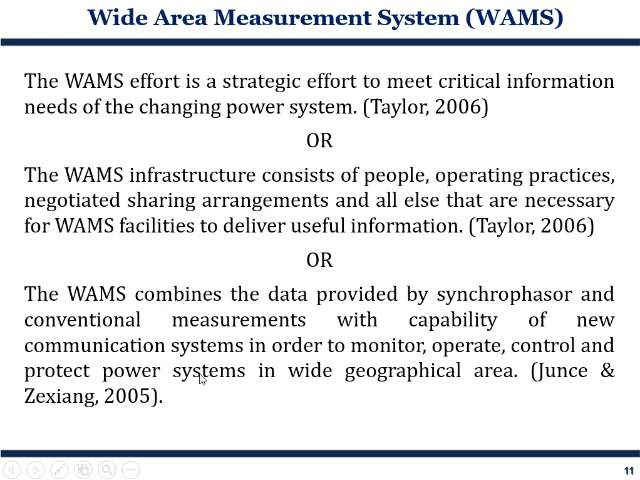 Wide Area Measurement System (WAMS)
The WAMS effort is a strategic effort to meet critical information
needs of the changing power system. (Taylor, 2006)
OR
The WAMS infrastructure consists of people, operating practices,
negotiated sharing arrangements and all else that are necessary
for WAMS facilities to deliver useful information. (Taylor, 2006)
OR
The WAMS combines the data provided by synchrophasor and
conventional measurements with capability of new
communication systems in order to monitor, operate, control and
protect power systems in wide geographical area. (Junce &
Zexiang, 2005).
11